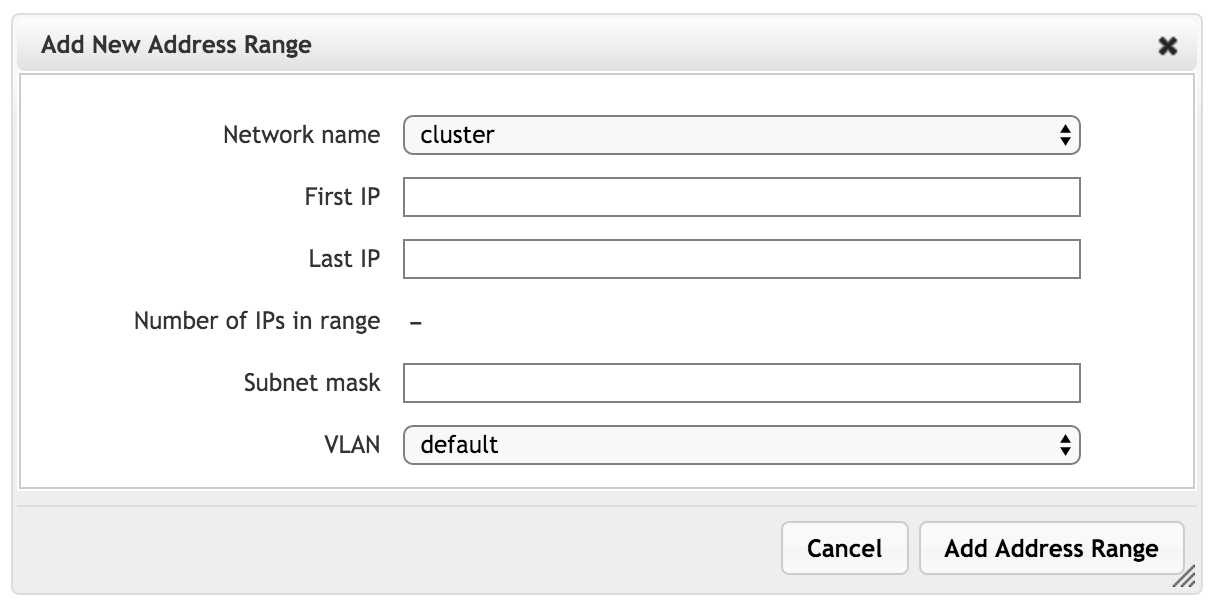 Add New Address Range
Network name cluster
First IP
Last IP
Number of IPs in range –
Subnet mask
VLAN default
Cancel Add Address Range